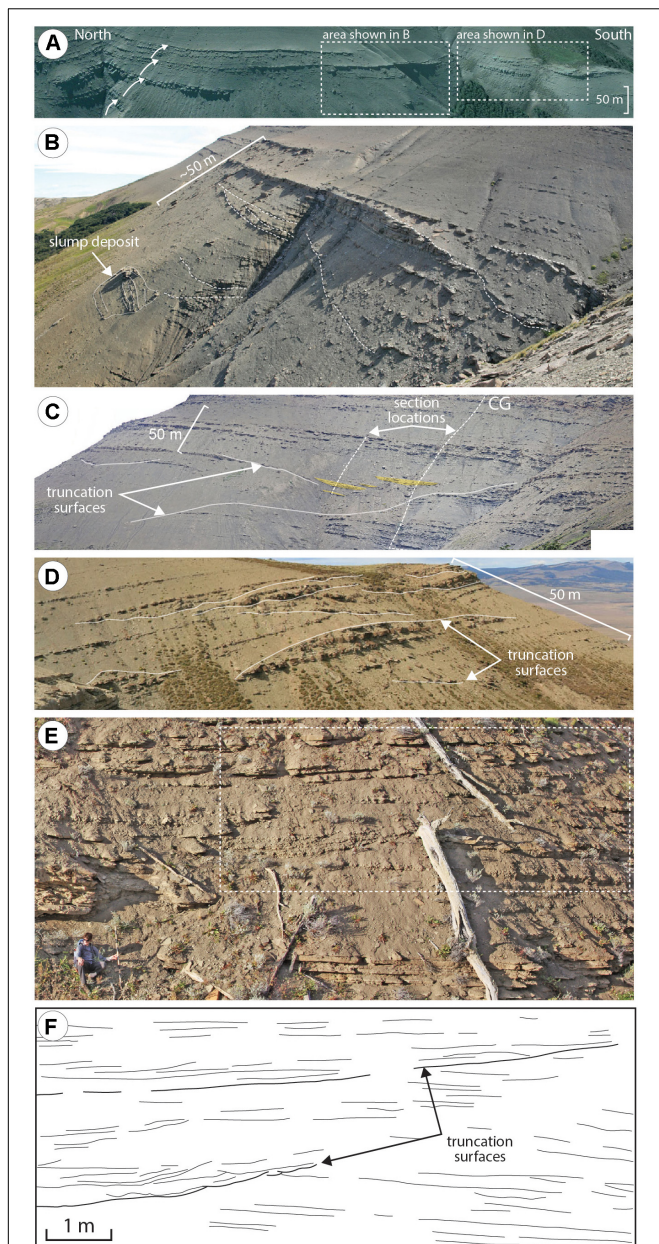 A
North
area shown in B
area shown in D
South
50 m
B
~50 m
slump deposit
C
50 m
section
locations
CG
truncation
surfaces
D
50 m
truncation
surfaces
E
F
truncation
surfaces
1 m